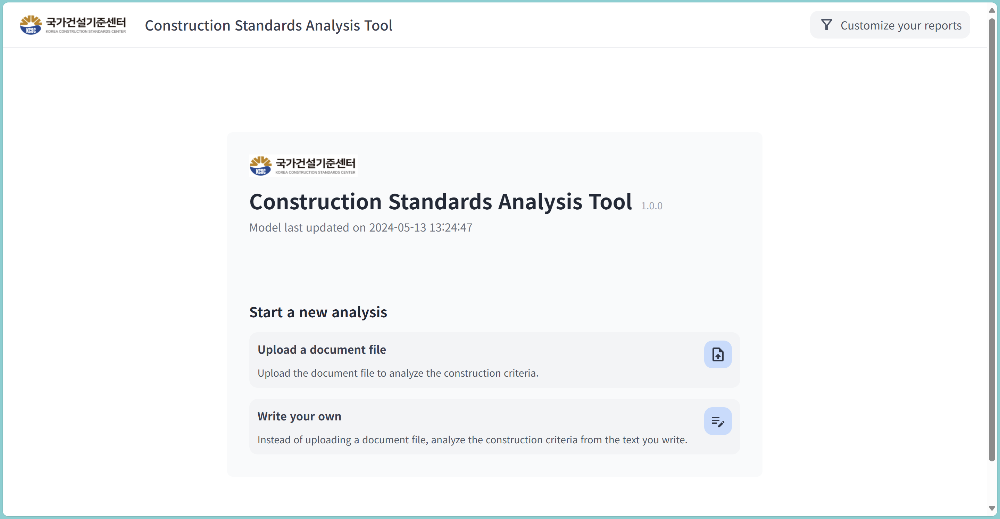 KCSC 국가건설기준센터
KOREA CONSTRUCTION STANDARDS CENTER
Construction Standards Analysis Tool
Customize your reports
KCSC 국가건설기준센터
KOREA CONSTRUCTION STANDARDS CENTER
Construction Standards Analysis Tool 1.0.0
Model last updated on 2024-05-13 13:24:47
Start a new analysis
Upload a document file
Upload the document file to analyze the construction criteria.
Write your own
Instead of uploading a document file, analyze the construction criteria from the text you write.